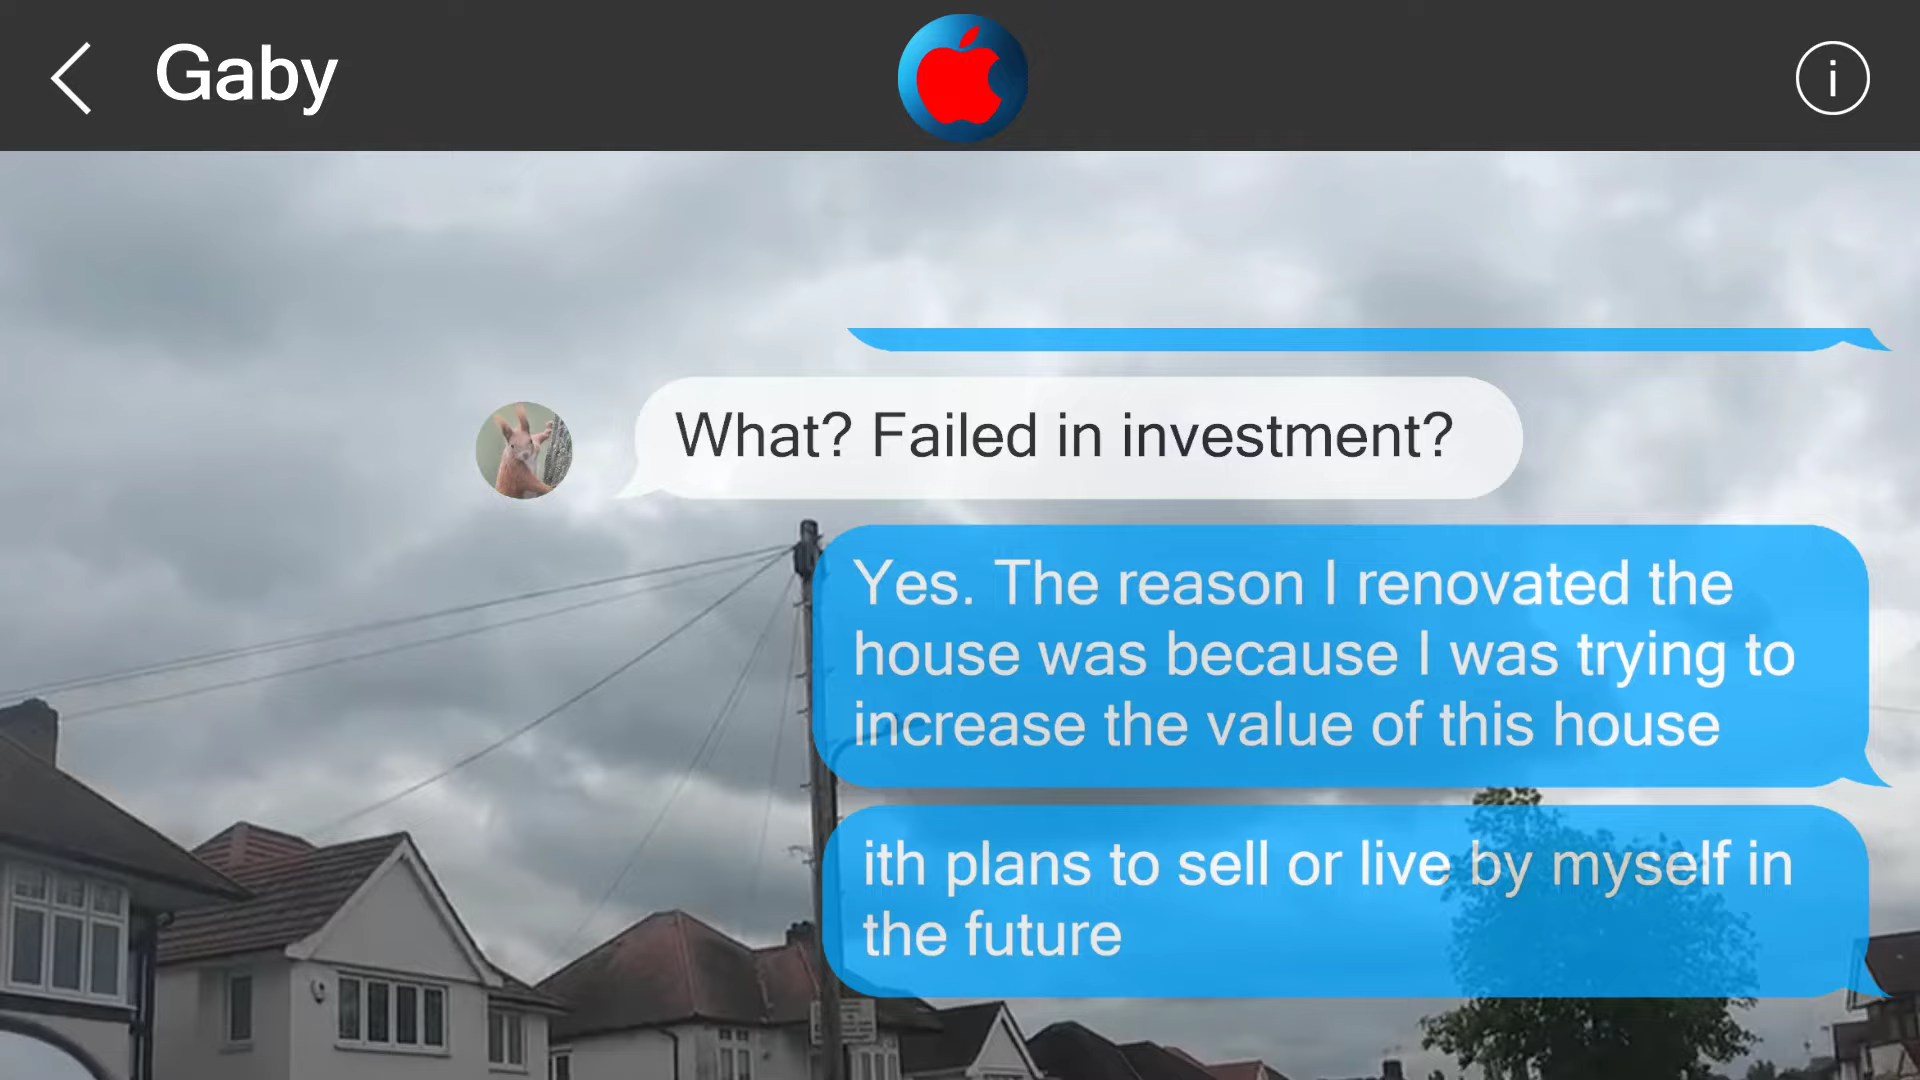 Gaby
i
What? Failed in investment?
Yes. The reason I renovated the
house was because I was trying to
increase the value of this house
ith plans to sell or live by myself in
the future